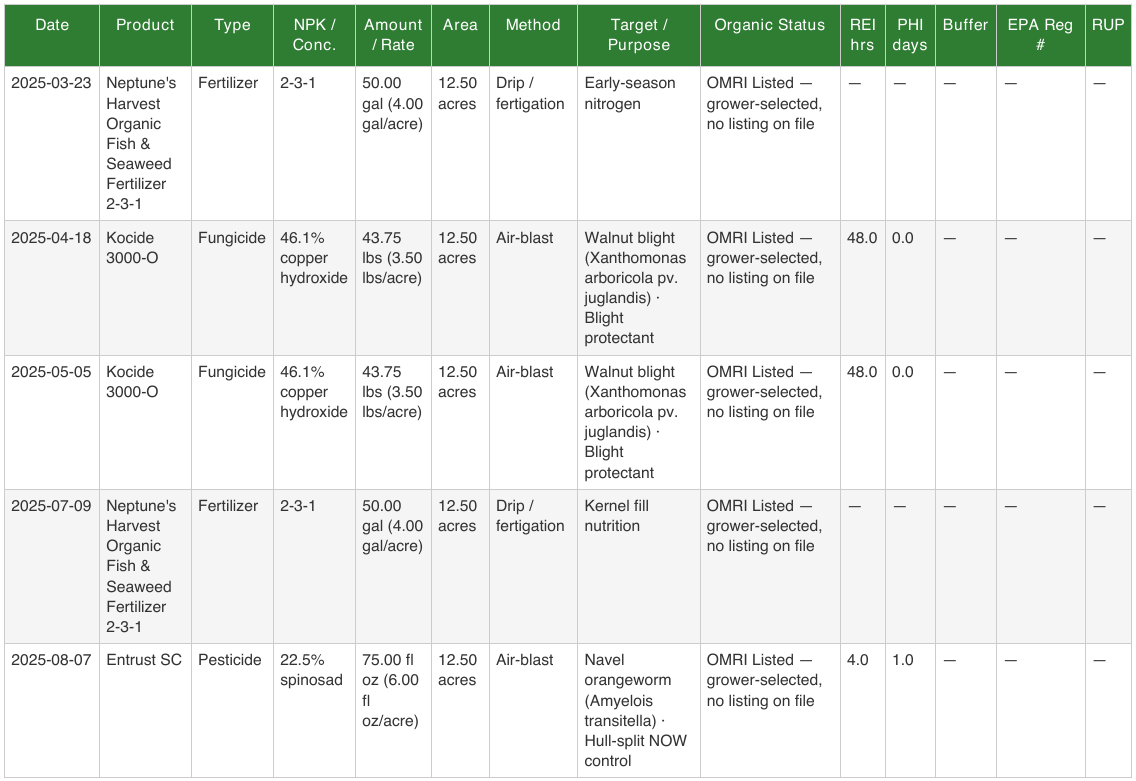 Date Product Type NPK / Conc. Amount / Rate Area Method Target / Purpose Organic Status REI hrs PHI days Buffer EPA Reg # RUP
2025-03-23 Neptune's Harvest Organic Fish & Seaweed Fertilizer 2-3-1 Fertilizer 2-3-1 50.00 gal (4.00 gal/acre) 12.50 acres Drip / fertigation Early-season nitrogen OMRI Listed — grower-selected, no listing on file — — — — —
2025-04-18 Kocide 3000-O Fungicide 46.1% copper hydroxide 43.75 lbs (3.50 lbs/acre) 12.50 acres Air-blast Walnut blight (Xanthomonas arboricola pv. juglandis) · Blight protectant OMRI Listed — grower-selected, no listing on file 48.0 0.0 — — —
2025-05-05 Kocide 3000-O Fungicide 46.1% copper hydroxide 43.75 lbs (3.50 lbs/acre) 12.50 acres Air-blast Walnut blight (Xanthomonas arboricola pv. juglandis) · Blight protectant OMRI Listed — grower-selected, no listing on file 48.0 0.0 — — —
2025-07-09 Neptune's Harvest Organic Fish & Seaweed Fertilizer 2-3-1 Fertilizer 2-3-1 50.00 gal (4.00 gal/acre) 12.50 acres Drip / fertigation Kernel fill nutrition OMRI Listed — grower-selected, no listing on file — — — — —
2025-08-07 Entrust SC Pesticide 22.5% spinosad 75.00 fl oz (6.00 fl oz/acre) 12.50 acres Air-blast Navel orangeworm (Amyelois transitella) · Hull-split NOW control OMRI Listed — grower-selected, no listing on file 4.0 1.0 — — —